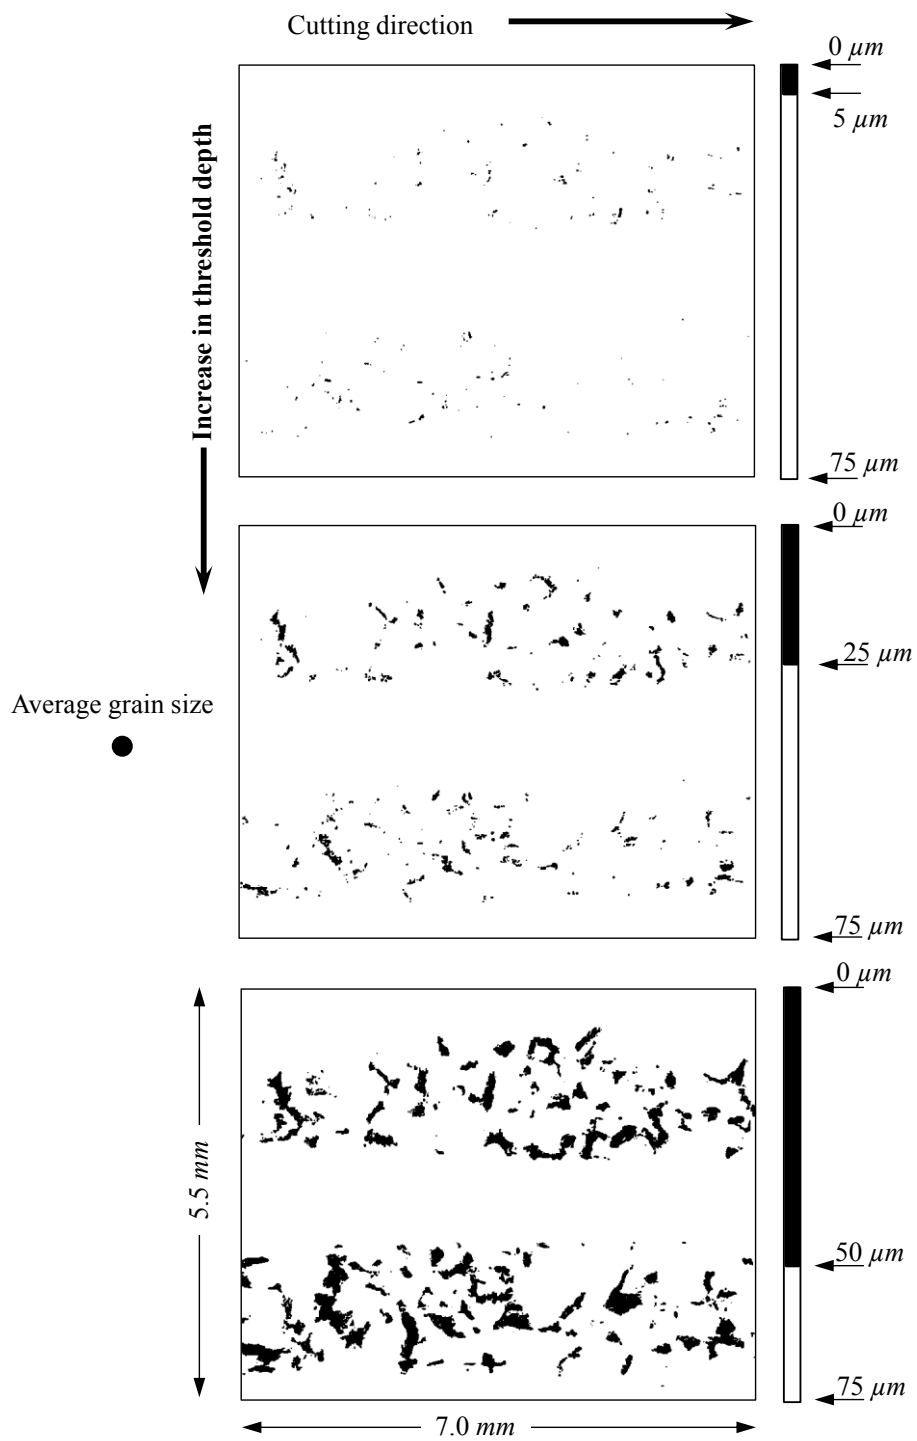 Cutting direction
0 µm
5 µm
Increase in threshold depth
75 µm
0 µm
25 µm
Average grain size
75 µm
0 µm
5.5 mm
50 µm
75 µm
7.0 mm